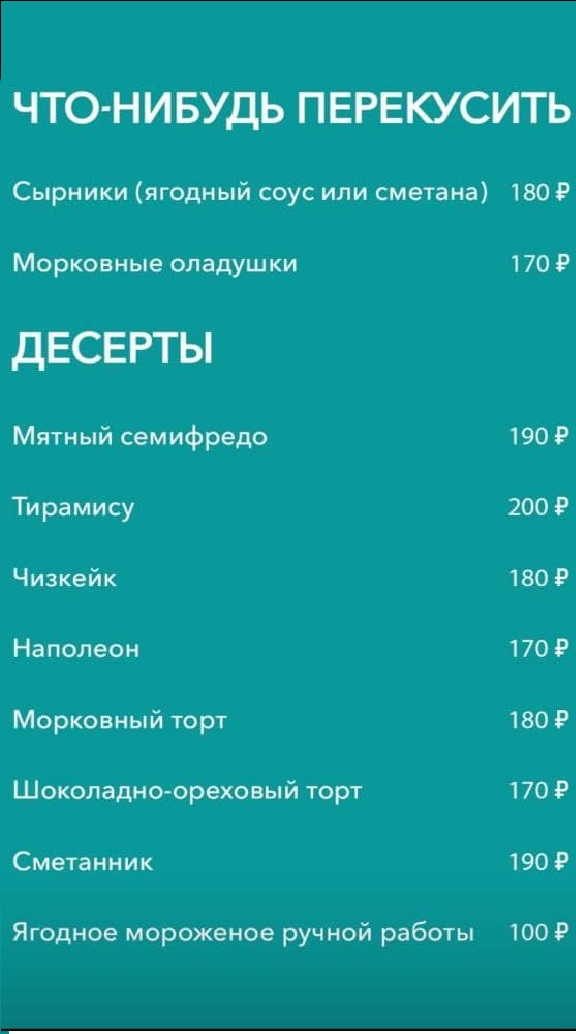 ЧТО-НИБУДЬ ПЕРЕКУСИТЬ
Сырники (ягодный соус или сметана) 180 ₽
Морковные оладушки 170 ₽
ДЕСЕРТЫ
Мятный семифредо 190 ₽
Тирамису 200 ₽
Чизкейк 180 ₽
Наполеон 170 ₽
Морковный торт 180 ₽
Шоколадно-ореховый торт 170 ₽
Сметанник 190 ₽
Ягодное мороженое ручной работы 100 ₽